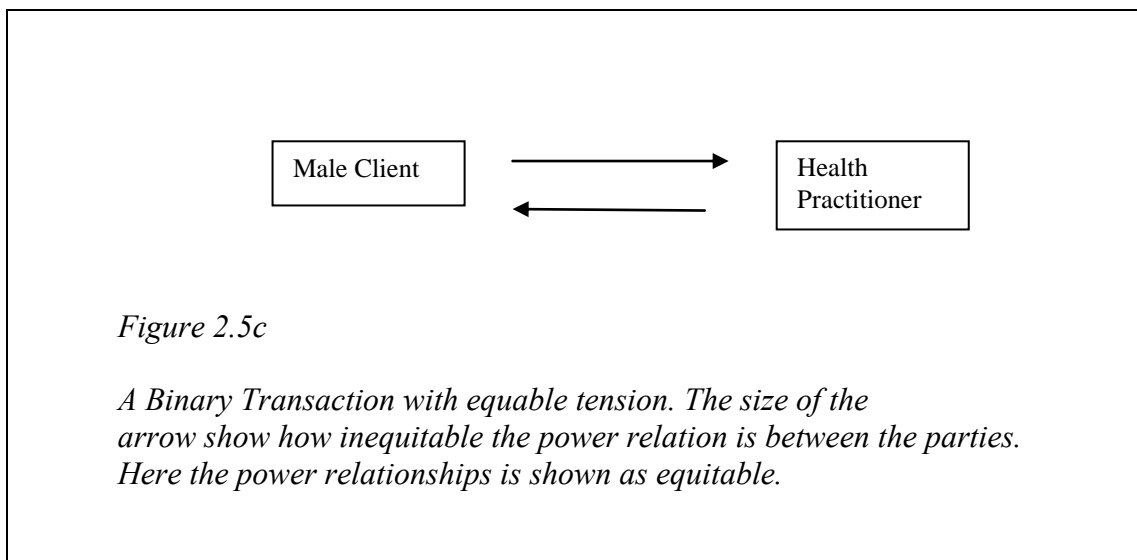 Male Client
Health
Practitioner
Figure 2.5c
A Binary Transaction with equable tension. The size of the
arrow show how inequitable the power relation is between the parties.
Here the power relationships is shown as equitable.